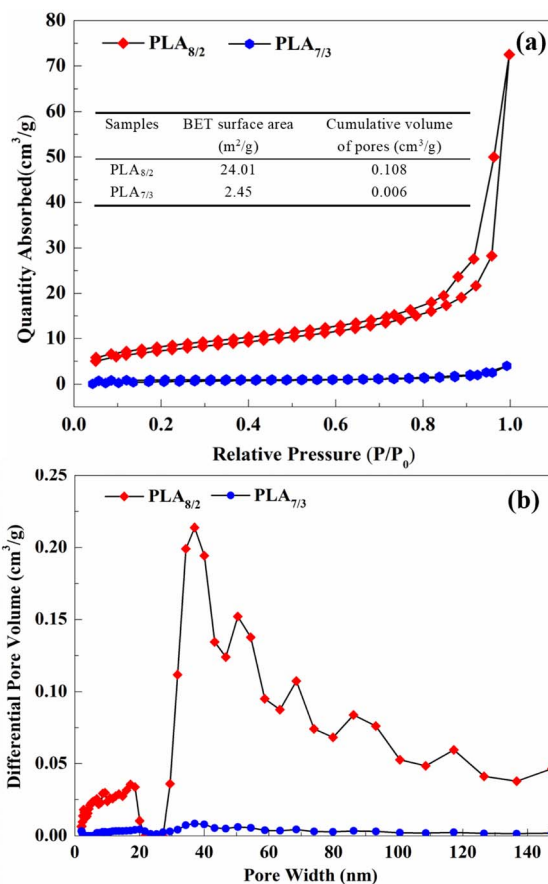 80
70
60
50
40
30
20
10
0
Quantity Absorbed(cm³/g)
PLA8/2 PLA7/3 (a)
Samples BET surface area Cumulative volume
(m²/g) of pores (cm³/g)
PLA8/2 24.01 0.108
PLA7/3 2.45 0.006
0.0 0.2 0.4 0.6 0.8 1.0
Relative Pressure (P/P0)
0.25
0.20
0.15
0.10
0.05
0.00
Differential Pore Volume (cm³/g)
PLA8/2 PLA7/3 (b)
0 20 40 60 80 100 120 140
Pore Width (nm)